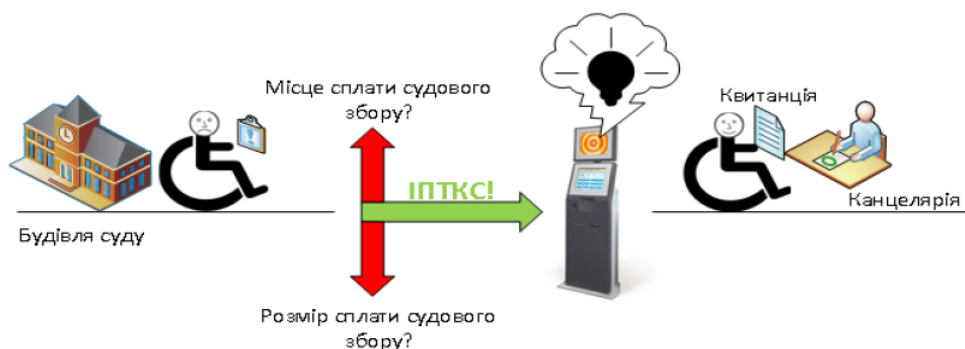 Місце сплати судового
збору?
Квитанція
ІПТКС!
Канцелярія
Будівля суду
Розмір сплати судового
збору?